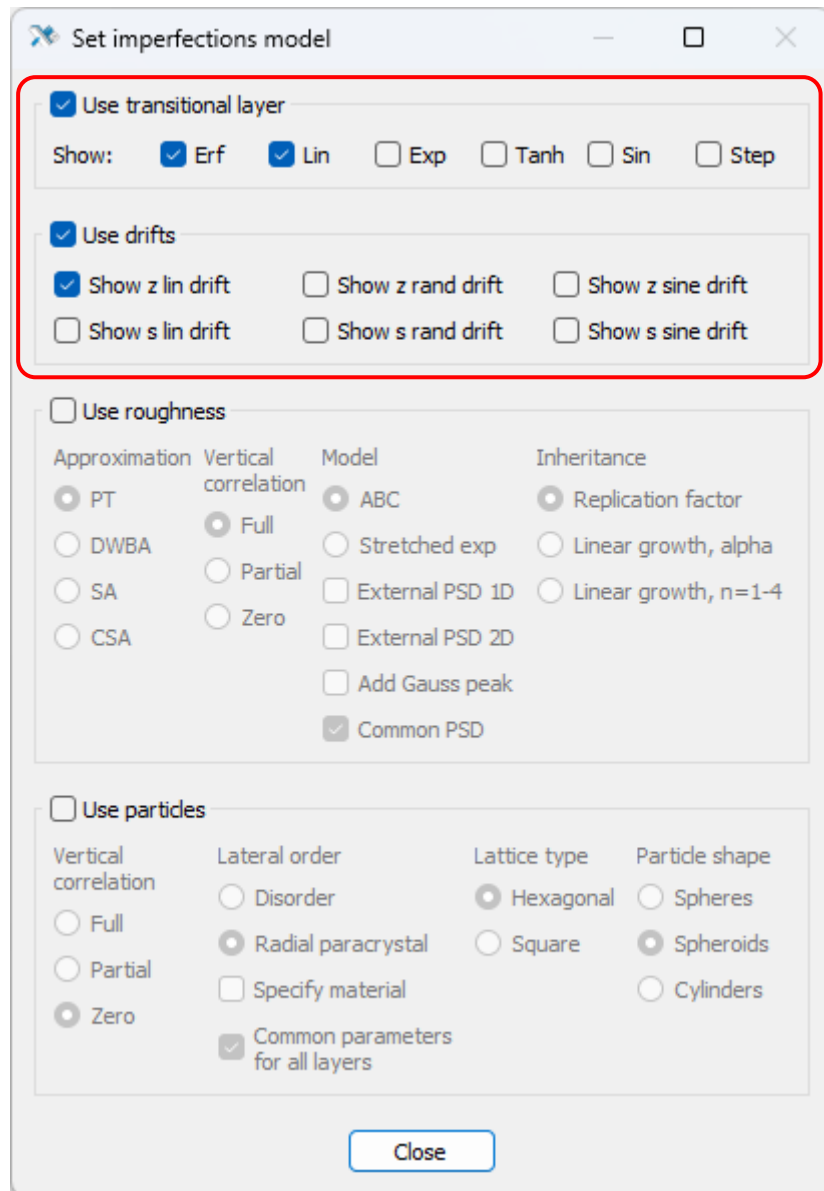 Set imperfections model
Use transitional layer
Show: Erf Lin Exp Tanh Sin Step
Use drifts
Show z lin drift Show z rand drift Show z sine drift
Show s lin drift Show s rand drift Show s sine drift
Use roughness
Approximation
PT
DWBA
SA
CSA
Vertical
correlation
Full
Partial
Zero
Model
ABC
Stretched exp
External PSD 1D
External PSD 2D
Add Gauss peak
Common PSD
Inheritance
Replication factor
Linear growth, alpha
Linear growth, n=1-4
Use particles
Vertical
correlation
Full
Partial
Zero
Lateral order
Disorder
Radial paracrystal
Specify material
Common parameters
for all layers
Lattice type
Hexagonal
Square
Particle shape
Spheres
Spheroids
Cylinders
Close